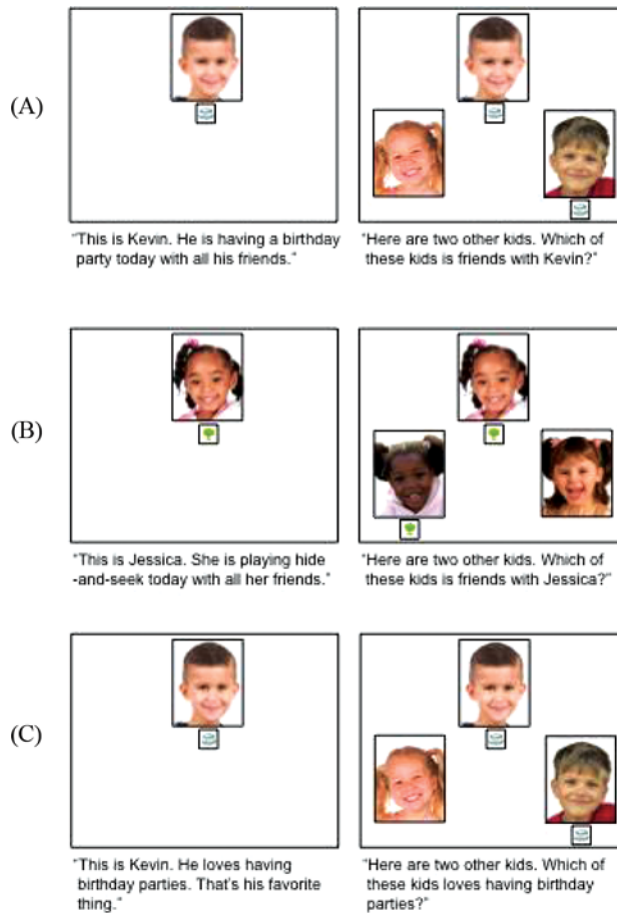 (A)
"This is Kevin. He is having a birthday
party today with all his friends."
"Here are two other kids. Which of
these kids is friends with Kevin?"
(B)
"This is Jessica. She is playing hide
-and-seek today with all her friends."
"Here are two other kids. Which of
these kids is friends with Jessica?"
(C)
"This is Kevin. He loves having
birthday parties. That's his favorite
thing."
"Here are two other kids. Which of
these kids loves having birthday
parties?"